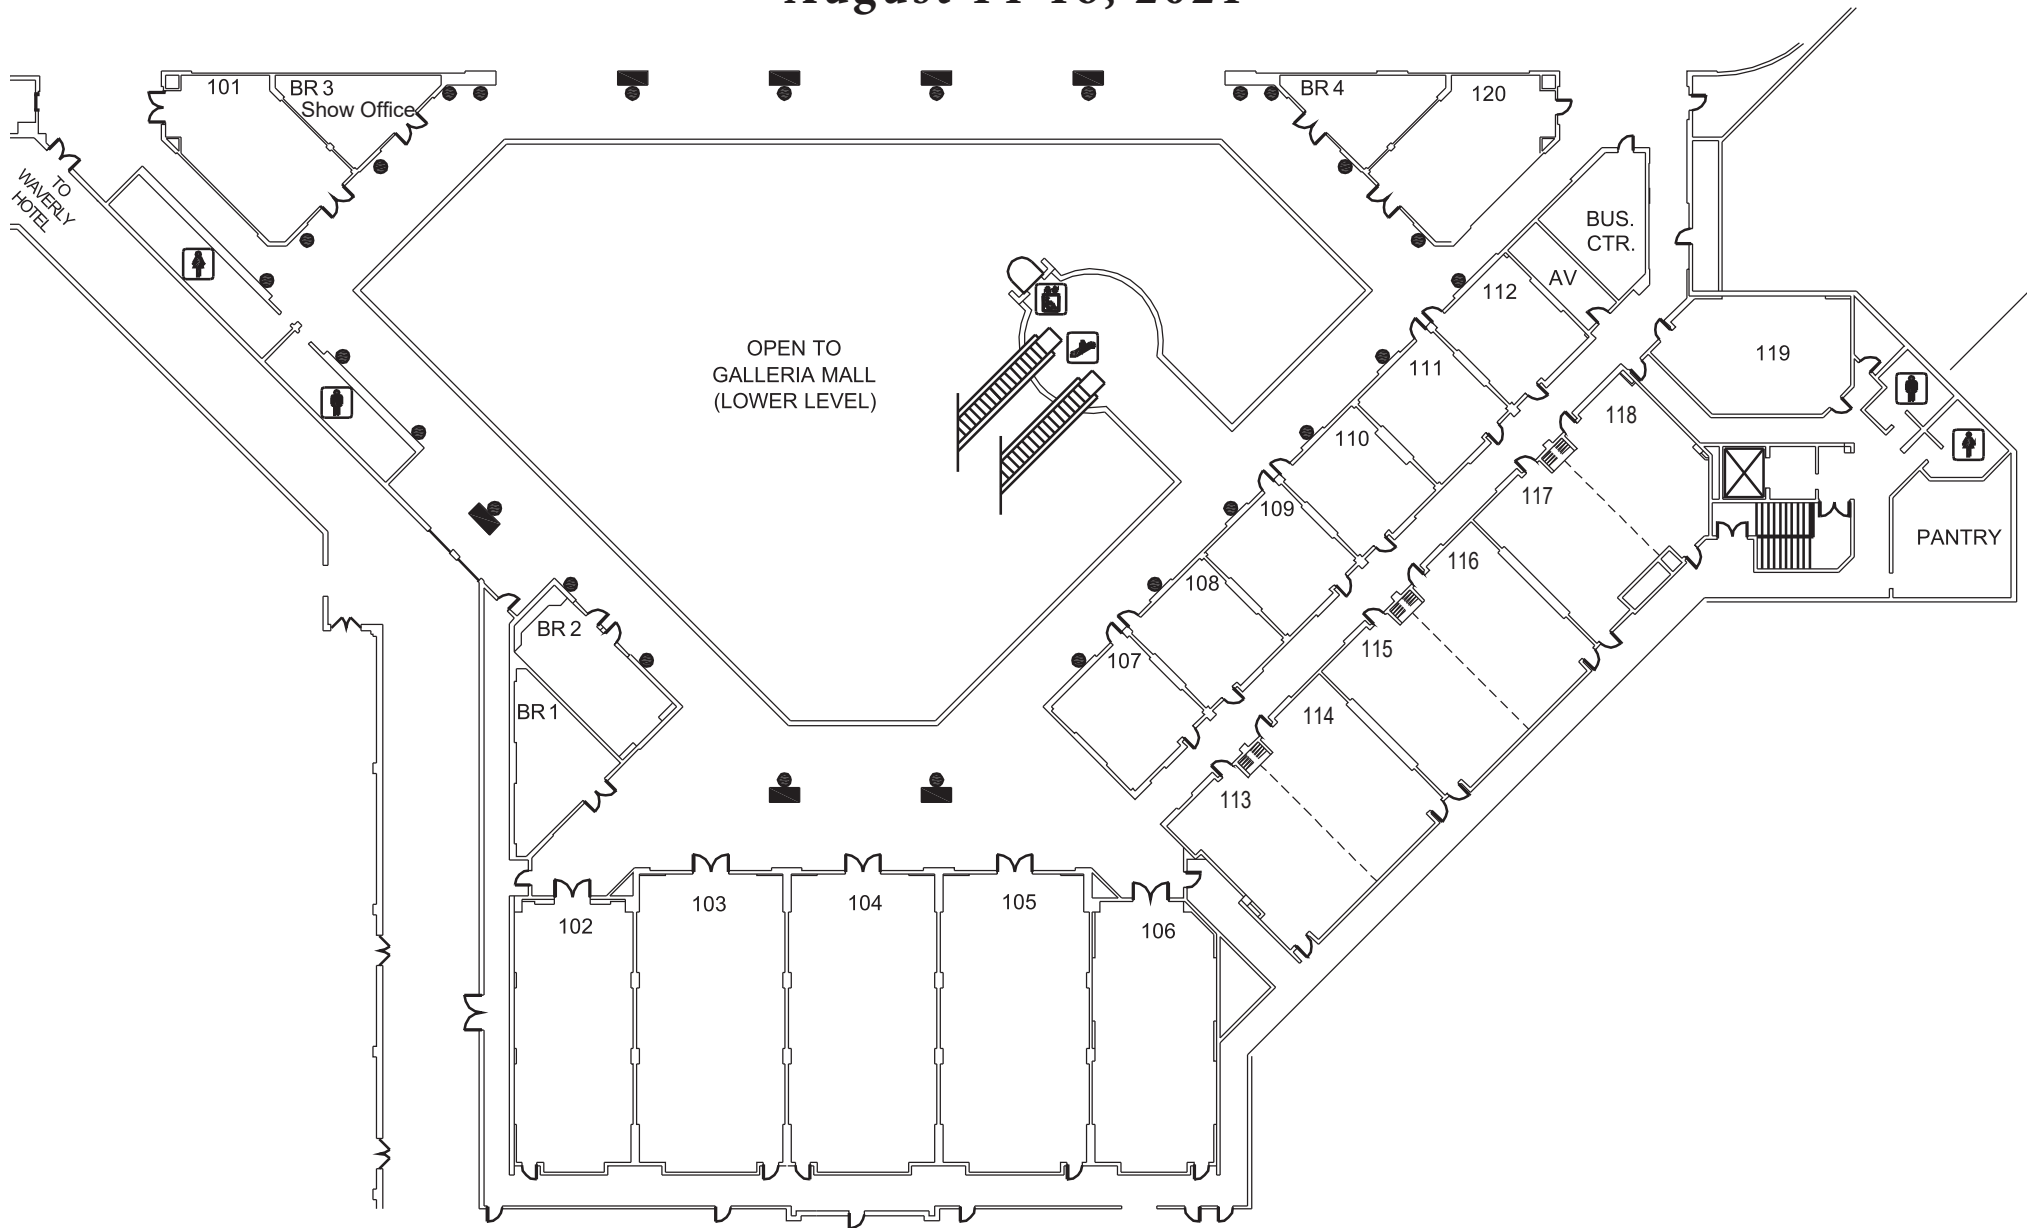 101
BR 3
Show Office
BR 4
120
TO
WAVERLY
HOTEL
BUS.
CTR.
AV
112
OPEN TO
GALLERIA MALL
(LOWER LEVEL)
111
119
118
110
117
109
PANTRY
116
108
BR 2
115
107
BR 1
114
113
102
103
104
105
106